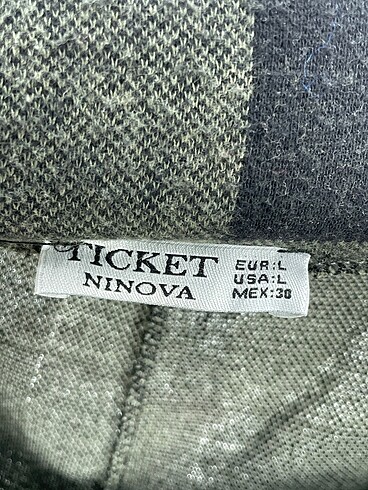 TICKET
NINOVA
EUR:L
USA:L
MEX:30